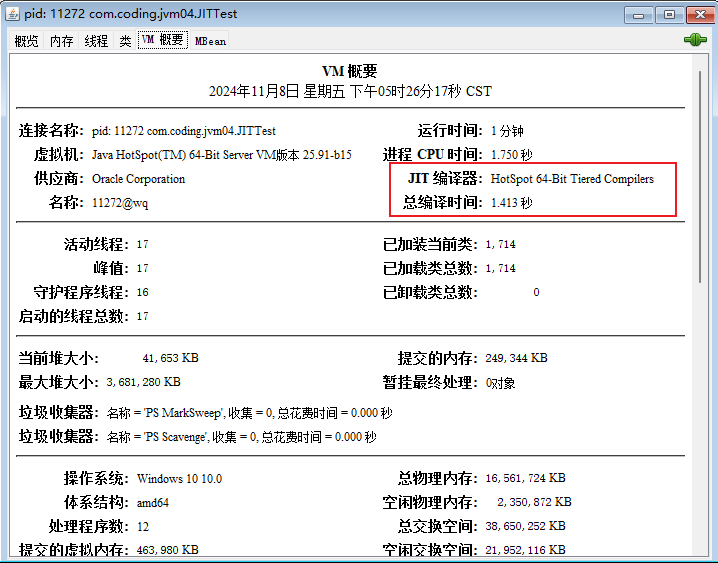 pid: 11272 com.coding.jvm04.JITTest
概览 内存 线程 类 VM 概要 MBean
VM 概要
2024年11月8日 星期五 下午05时26分17秒 CST
连接名称: pid: 11272 com.coding.jvm04.JITTest 运行时间: 1 分钟
虚拟机: Java HotSpot(TM) 64-Bit Server VM版本 25.91-b15 进程 CPU 时间: 1.750 秒
供应商: Oracle Corporation JIT 编译器: HotSpot 64-Bit Tiered Compilers
名称: 11272@wq 总编译时间: 1.413 秒
活动线程: 17 已加装当前类: 1,714
峰值: 17 已加载类总数: 1,714
守护程序线程: 16 已卸载类总数: 0
启动的线程总数: 17
当前堆大小: 41,653 KB 提交的内存: 249,344 KB
最大堆大小: 3,681,280 KB 暂挂最终处理: 0对象
垃圾收集器: 名称 = 'PS MarkSweep', 收集 = 0, 总花费时间 = 0.000 秒
垃圾收集器: 名称 = 'PS Scavenge', 收集 = 0, 总花费时间 = 0.000 秒
操作系统: Windows 10 10.0 总物理内存: 16,561,724 KB
体系结构: amd64 空闲物理内存: 2,350,872 KB
处理程序数: 12 总交换空间: 38,650,252 KB
提交的虚拟内存: 463,980 KB 空闲交换空间: 21,952,116 KB